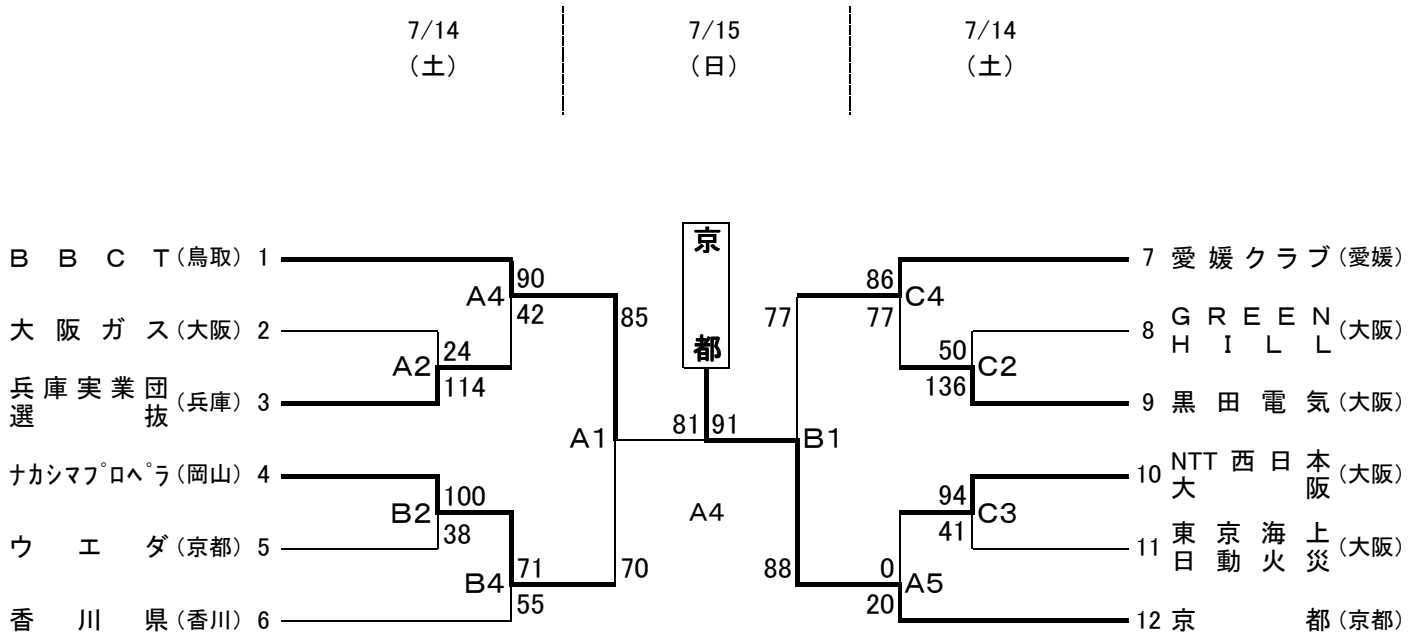 7/14 7/15 7/14
(土) (日) (土)
京
都
B B C T (鳥取) 1
90
A4
42
85
大阪ガス (大阪) 2
24
A2
114
兵庫実業団
選抜 (兵庫) 3
A1
ナカシマプロペラ (岡山) 4
100
B2
38
ウエダ (京都) 5
71
B4
55
70
香川県 (香川) 6
81 91
A4
7 愛媛クラブ (愛媛)
86
C4
77
77
8 GREEN
HILL (大阪)
50
C2
136
9 黒田電気 (大阪)
B1
10 NTT西日本
大阪 (大阪)
94
C3
41
11 東京海上
日動火災 (大阪)
88
0
A5
20
12 京都 (京都)